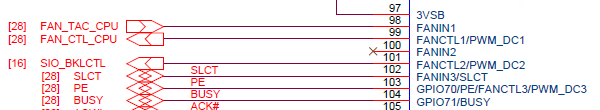 97
3VSB
[28] FAN_TAC_CPU 98 FANIN1
[28] FAN_CTL_CPU 99 FANCTL1/PWM_DC1
100 FANIN2
[16] SIO_BKLCTL 101 FANCTL2/PWM_DC2
[28] SLCT SLCT 102 FANIN3/SLCT
[28] PE PE 103 GPIO70/PE/FANCTL3/PWM_DC3
[28] BUSY BUSY 104 GPIO71/BUSY
ACK# 105